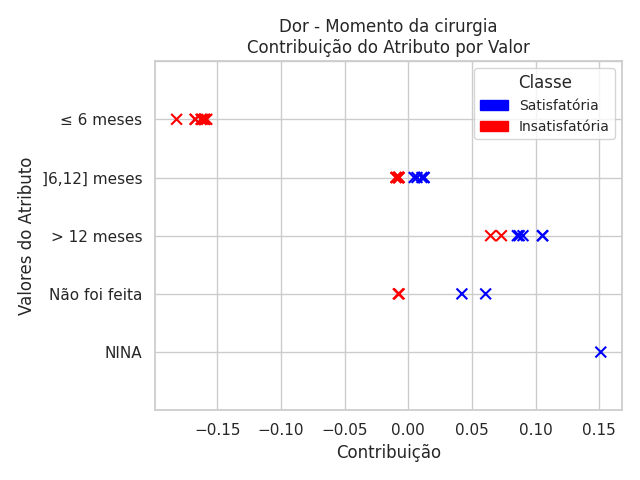 Dor - Momento da cirurgia
Contribuição do Atributo por Valor
Classe
Satisfatória
Insatisfatória
Valores do Atributo
≤ 6 meses
]6,12] meses
> 12 meses
Não foi feita
NINA
−0.15 −0.10 −0.05 0.00 0.05 0.10 0.15
Contribuição